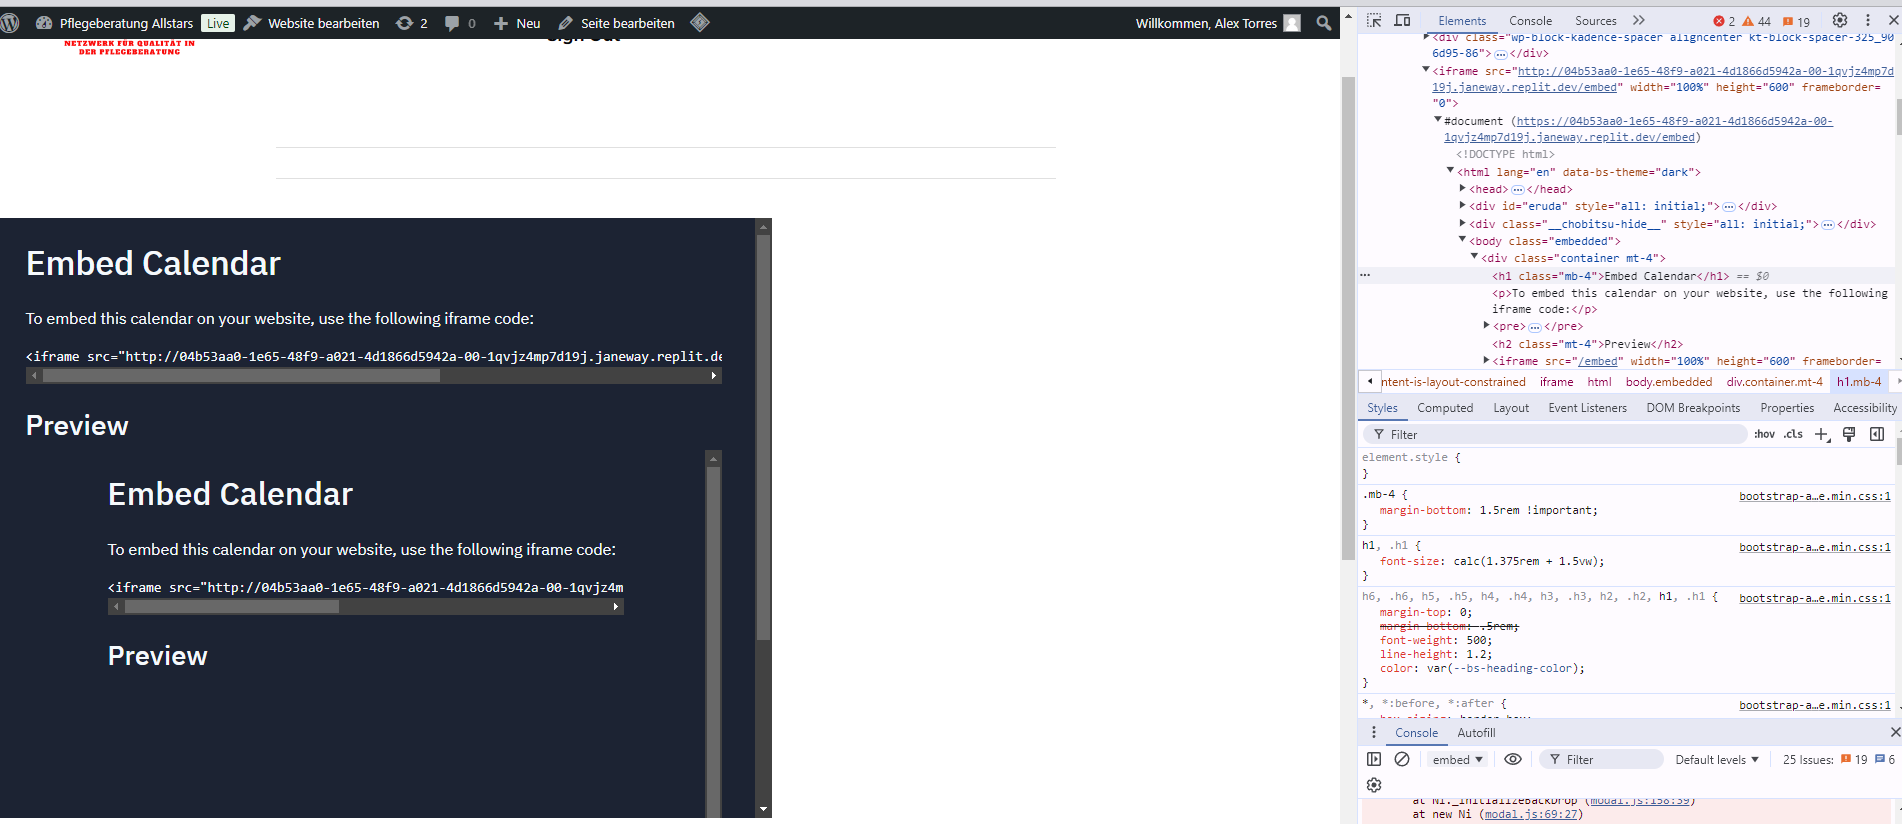 Pflegeberatung Allstars Live Website bearbeiten 2 0 Neu Seite bearbeiten Willkommen, Alex Torres
NETZWERK FÜR QUALITÄT IN
DER PFLEGEBERATUNG
Sign Out
Embed Calendar
To embed this calendar on your website, use the following iframe code:
<iframe src="http://04b53aa0-1e65-48f9-a021-4d1866d5942a-00-1qvjz4mp7d19j.janeway.replit.de
Preview
Embed Calendar
To embed this calendar on your website, use the following iframe code:
<iframe src="http://04b53aa0-1e65-48f9-a021-4d1866d5942a-00-1qvjz4m
Preview
Elements Console Sources 2 44 19
<div class="wp-block-kadence-spacer aligncenter kt-block-spacer-325_90
6d95-86">…</div>
<iframe src="http://04b53aa0-1e65-48f9-a021-4d1866d5942a-00-1qvjz4mp7d
19j.janeway.replit.dev/embed" width="100%" height="600" frameborder=
"0">
#document (https://04b53aa0-1e65-48f9-a021-4d1866d5942a-00-
1qvjz4mp7d19j.janeway.replit.dev/embed)
<!DOCTYPE html>
<html lang="en" data-bs-theme="dark">
<head>…</head>
<div id="eruda" style="all: initial;">…</div>
<div class="__chobitsu-hide__" style="all: initial;">…</div>
<body class="embedded">
<div class="container mt-4">
… <h1 class="mb-4">Embed Calendar</h1> == $0
<p>To embed this calendar on your website, use the following
iframe code:</p>
<pre>…</pre>
<h2 class="mt-4">Preview</h2>
<iframe src="/embed" width="100%" height="600" frameborder=
ntent-is-layout-constrained iframe html body.embedded div.container.mt-4 h1.mb-4
Styles Computed Layout Event Listeners DOM Breakpoints Properties Accessibility
Filter :hov .cls
element.style {
}
.mb-4 { bootstrap-a…e.min.css:1
margin-bottom: 1.5rem !important;
}
h1, .h1 { bootstrap-a…e.min.css:1
font-size: calc(1.375rem + 1.5vw);
}
h6, .h6, h5, .h5, h4, .h4, h3, .h3, h2, .h2, h1, .h1 { bootstrap-a…e.min.css:1
margin-top: 0;
margin-bottom: .5rem;
font-weight: 500;
line-height: 1.2;
color: var(--bs-heading-color);
}
*, *:before, *:after { bootstrap-a…e.min.css:1
box-sizing: border-box;
Console Autofill
embed Filter Default levels 25 Issues: 19 6
at Ni._initializeBackDrop (modal.js:158:39)
at new Ni (modal.js:69:27)